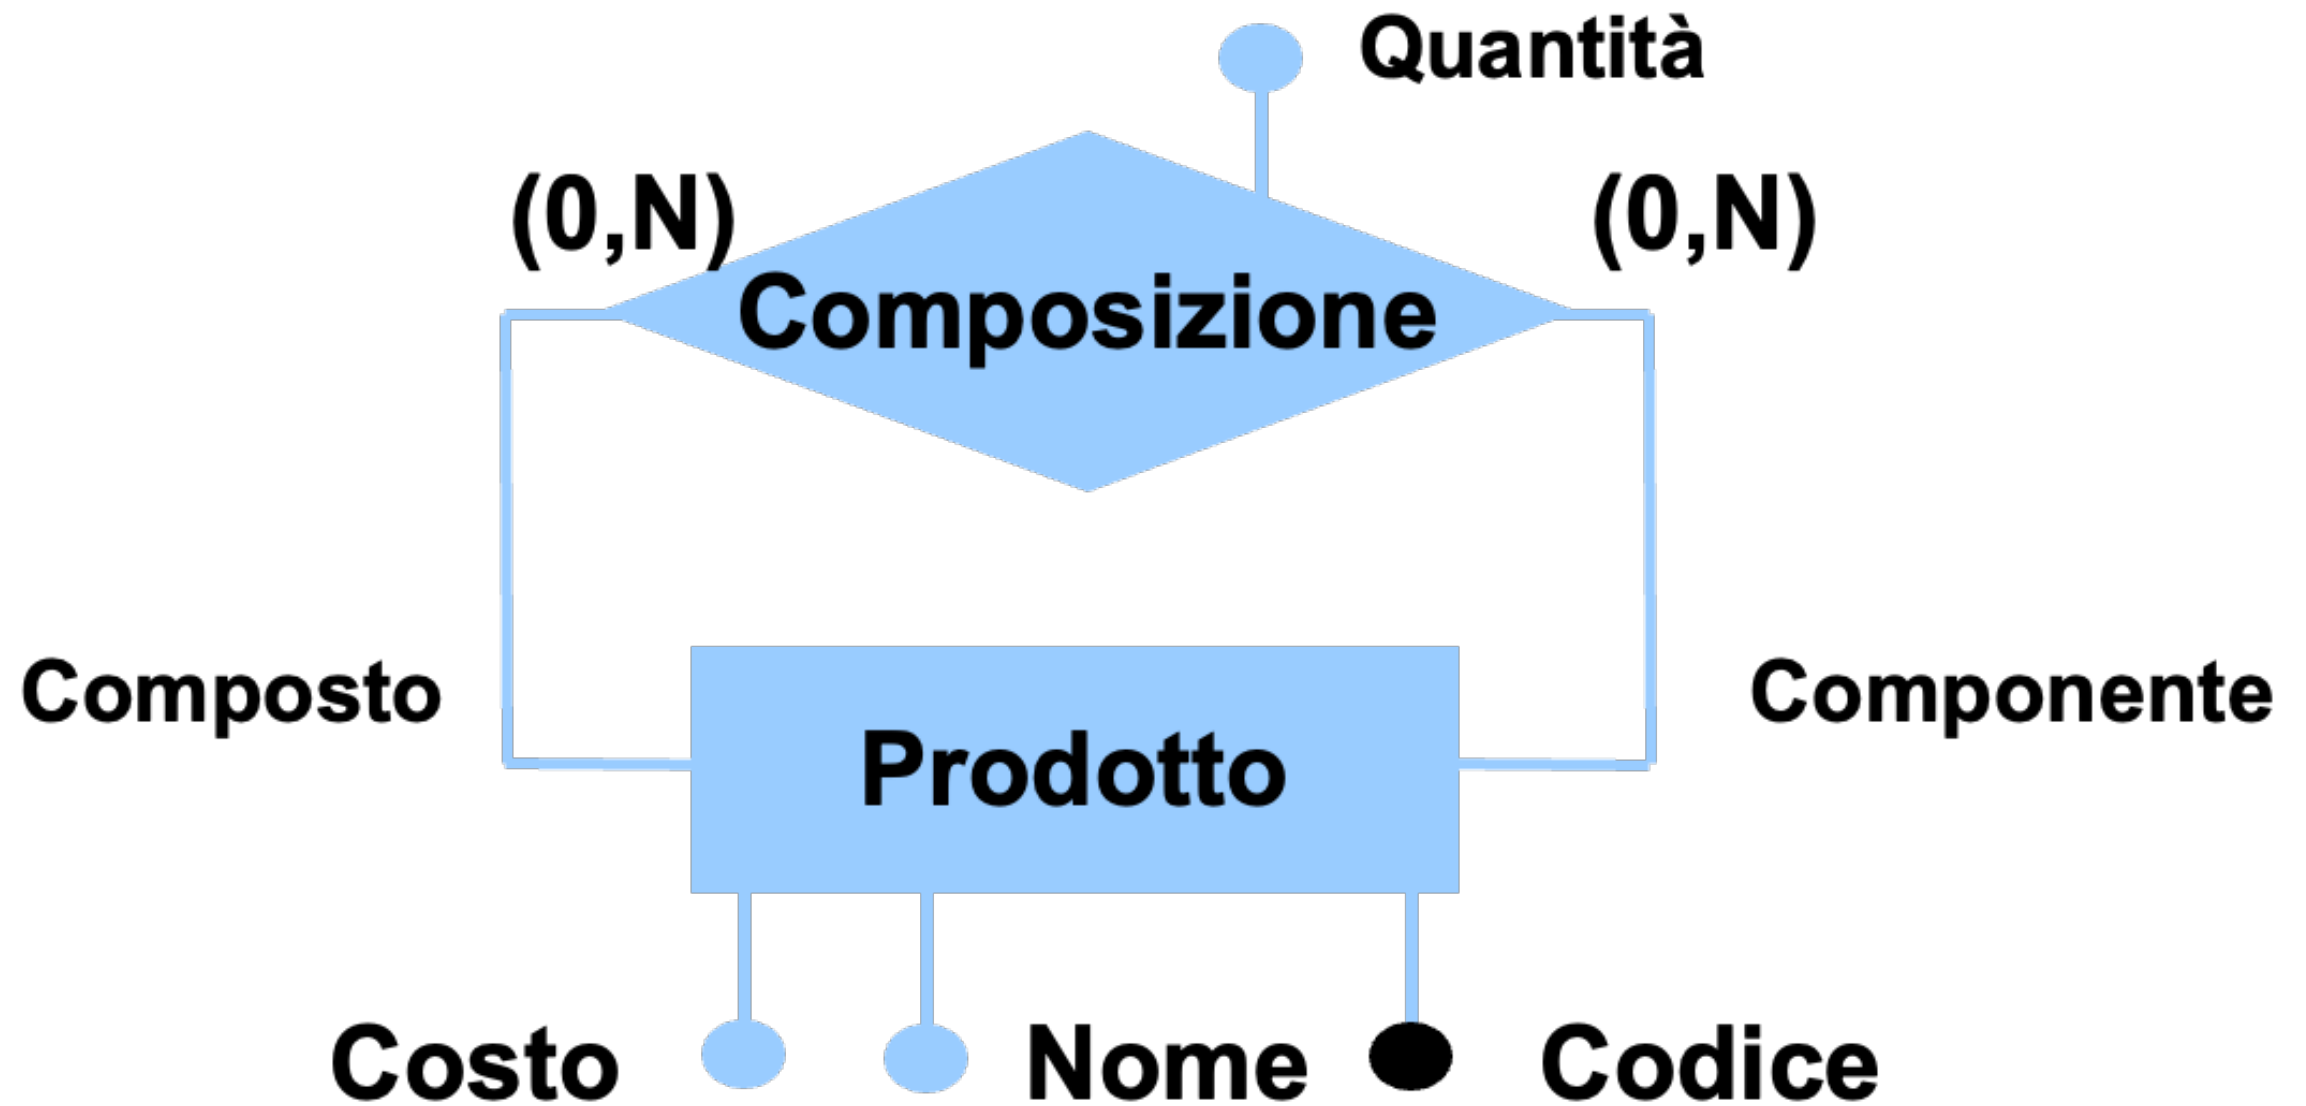 Quantità
(0,N)
(0,N)
Composizione
Composto
Componente
Prodotto
Costo
Nome
Codice